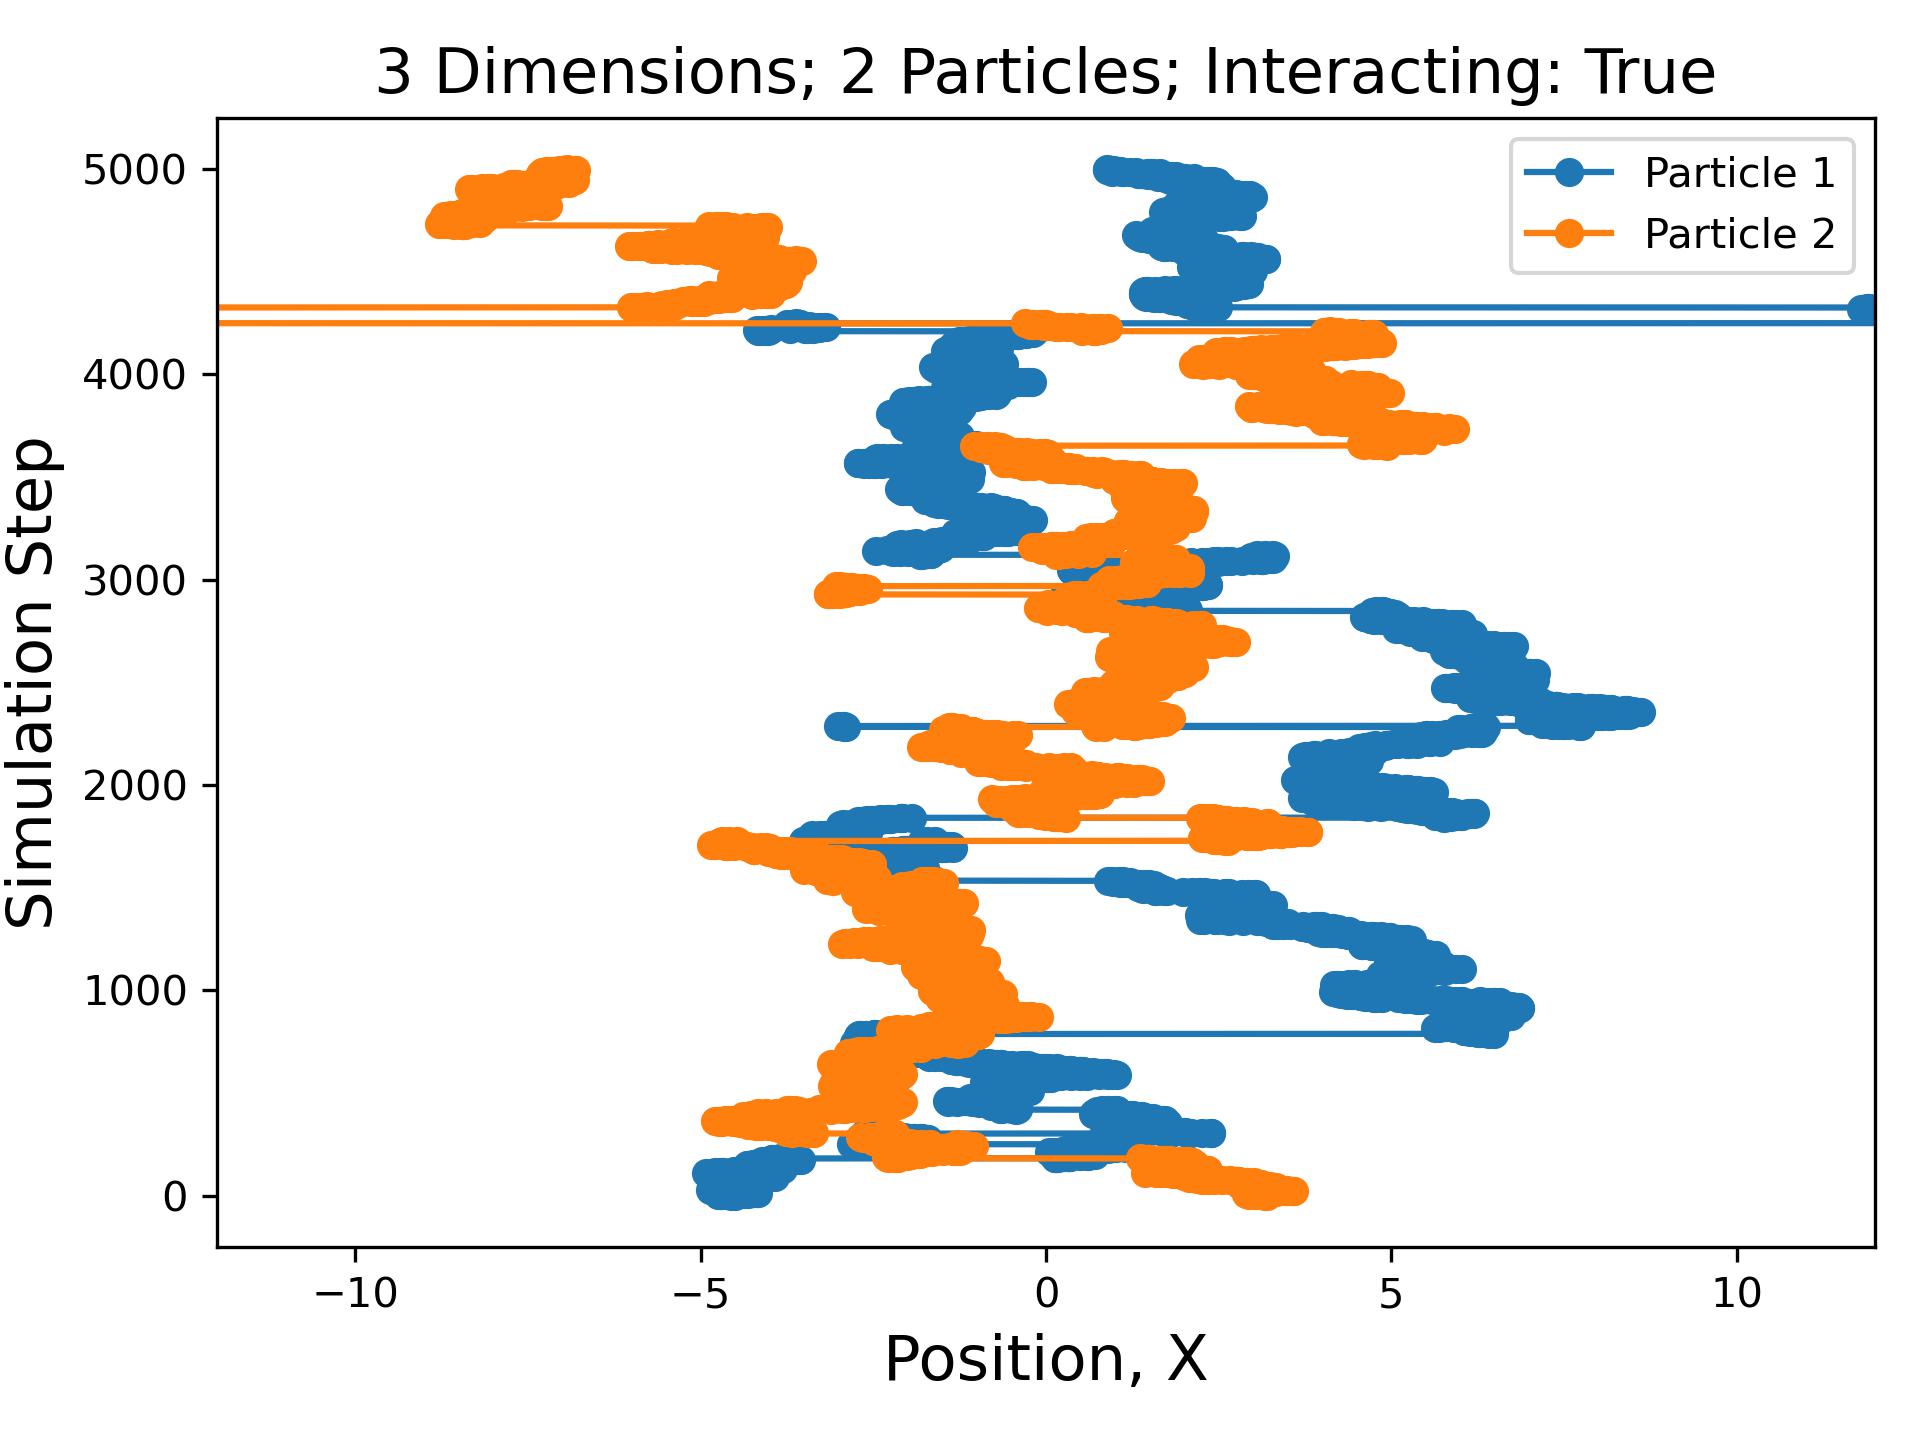 3 Dimensions; 2 Particles; Interacting: True
Particle 1
Particle 2
5000
4000
3000
2000
1000
0
Simulation Step
−10
−5
0
5
10
Position, X